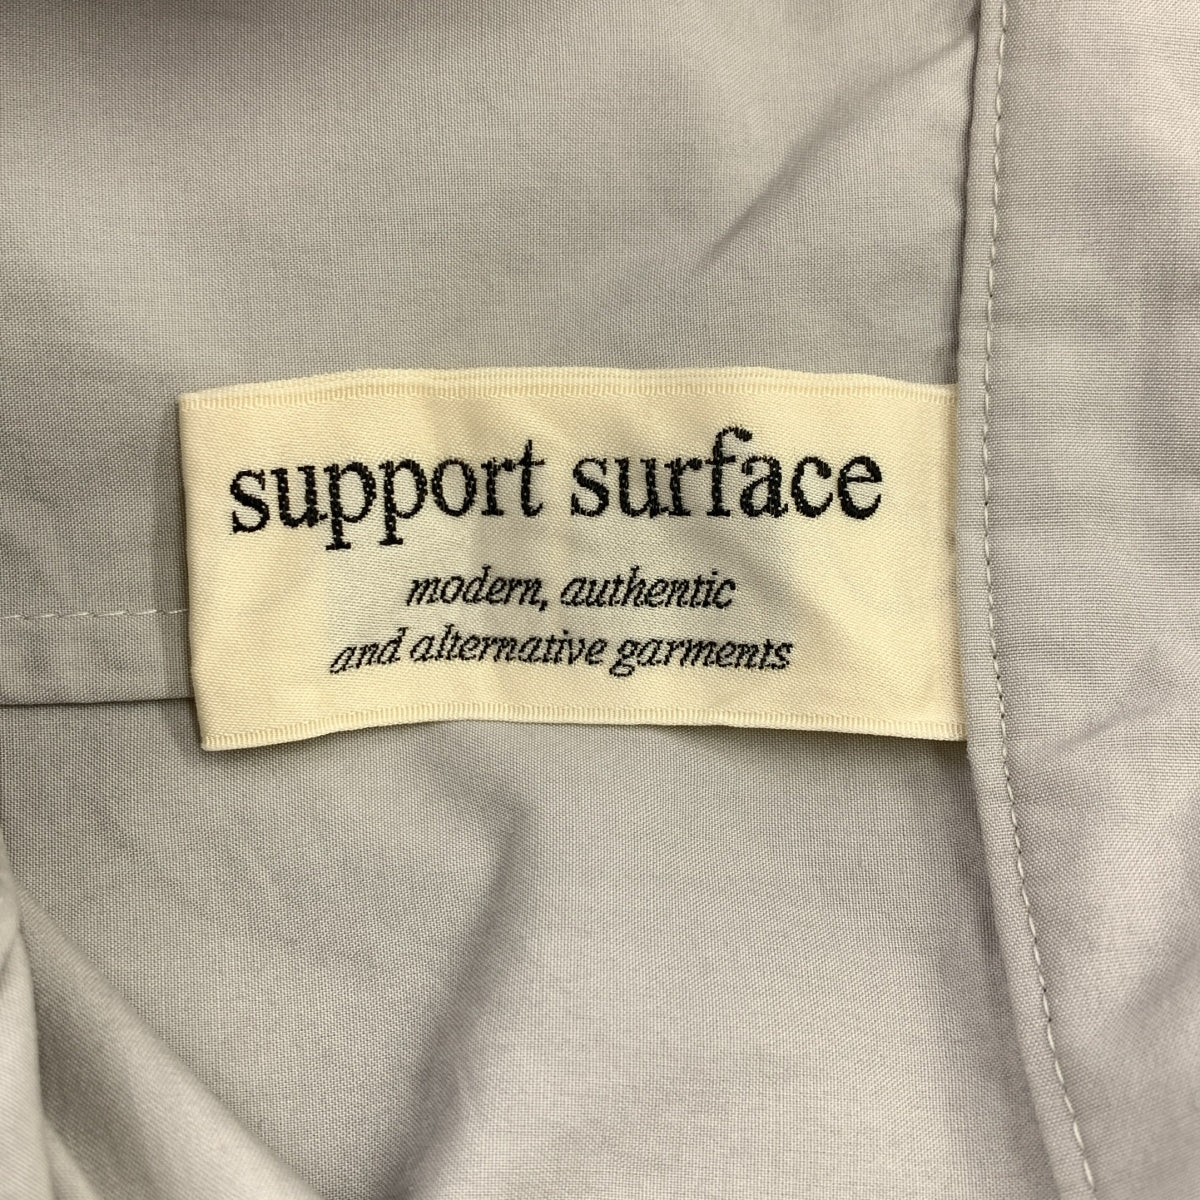 support surface
modern, authentic
and alternative garments